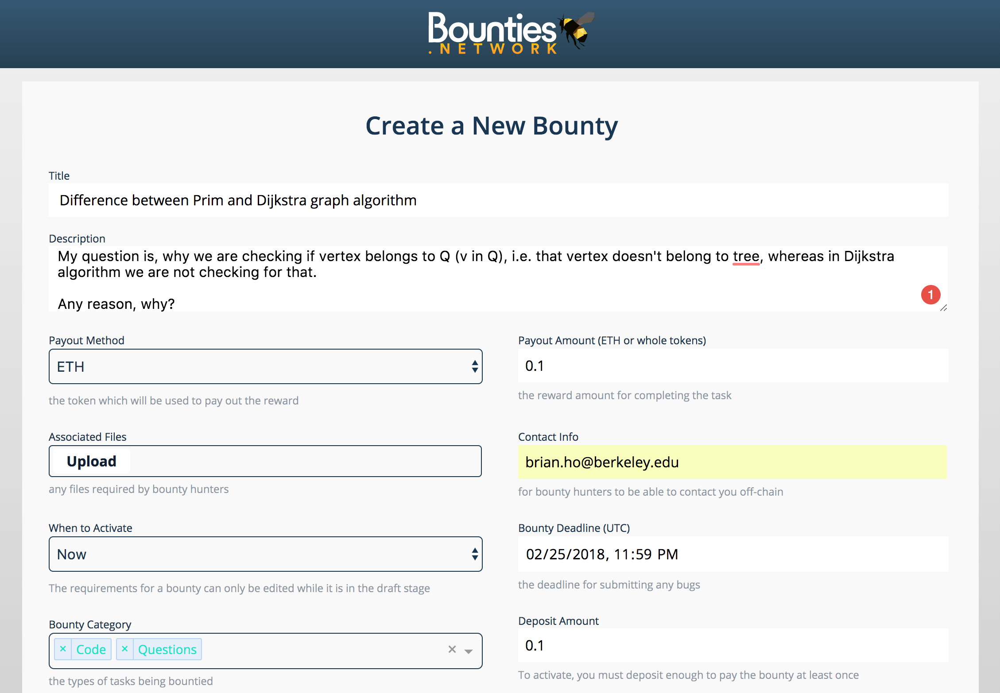 Bounties
.NETWORK
Create a New Bounty
Title
Difference between Prim and Dijkstra graph algorithm
Description
My question is, why we are checking if vertex belongs to Q (v in Q), i.e. that vertex doesn't belong to tree, whereas in Dijkstra
algorithm we are not checking for that.
Any reason, why?
1
Payout Method
ETH
the token which will be used to pay out the reward
Payout Amount (ETH or whole tokens)
0.1
the reward amount for completing the task
Associated Files
Upload
any files required by bounty hunters
Contact Info
brian.ho@berkeley.edu
for bounty hunters to be able to contact you off-chain
When to Activate
Now
The requirements for a bounty can only be edited while it is in the draft stage
Bounty Deadline (UTC)
02/25/2018, 11:59 PM
the deadline for submitting any bugs
Bounty Category
× Code × Questions ×
the types of tasks being bountied
Deposit Amount
0.1
To activate, you must deposit enough to pay the bounty at least once